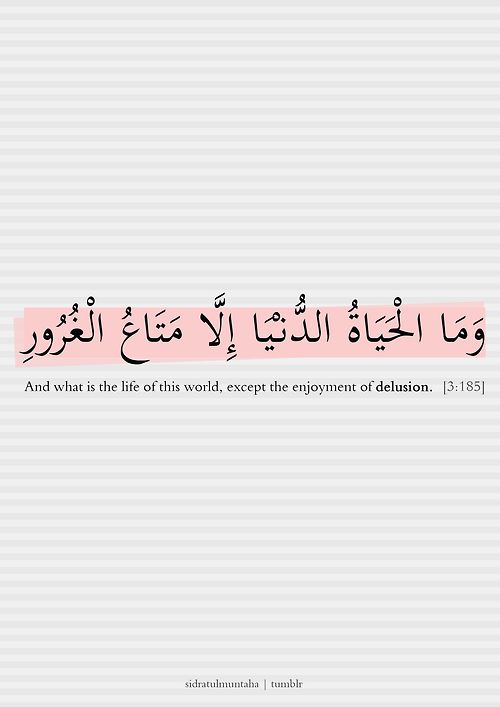 وَمَا الْحَيَاةُ الدُّنْيَا إِلَّا مَتَاعُ الْغُرُورِ
And what is the life of this world, except the enjoyment of delusion. [3:185]
sidratulmuntaha | tumblr